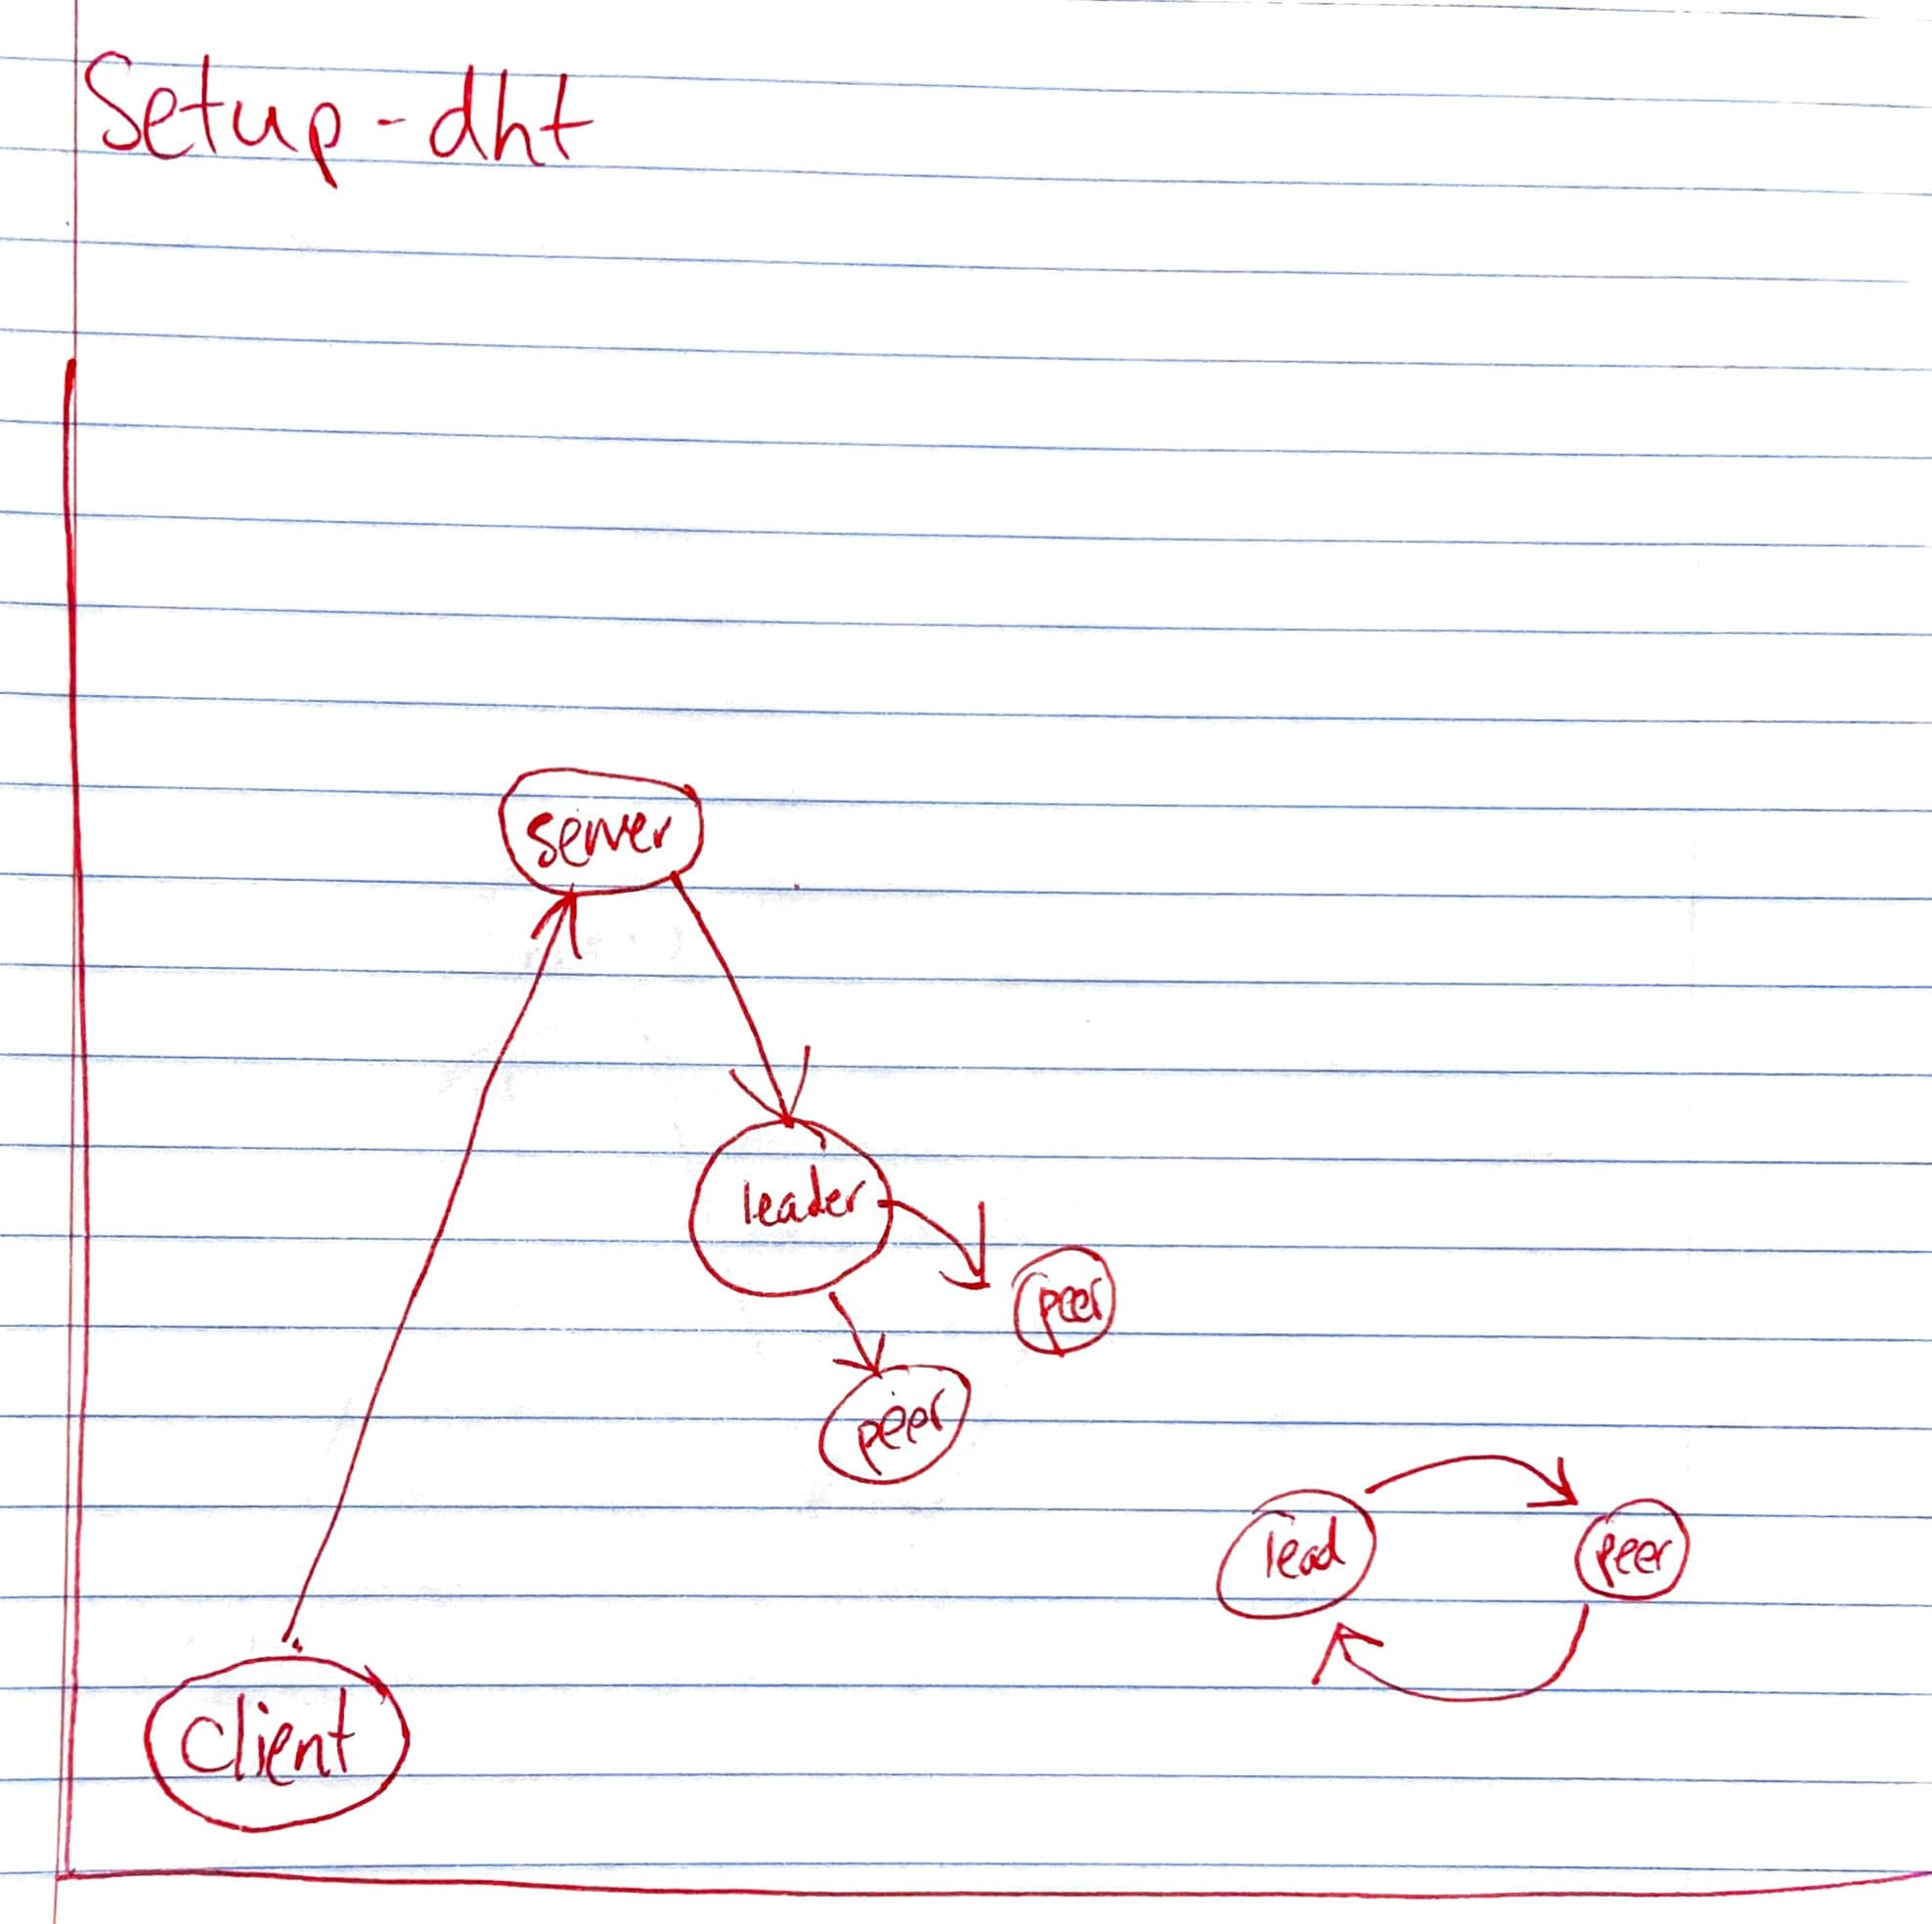 Setup-dht
server
leader
peer
peer
lead
peer
client